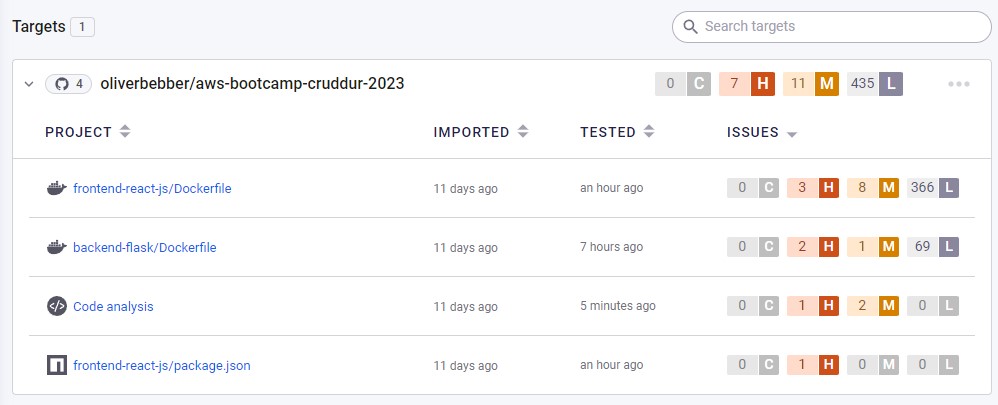 Targets 1
Search targets
4 oliverbebber/aws-bootcamp-cruddur-2023 0 C 7 H 11 M 435 L
PROJECT IMPORTED TESTED ISSUES
frontend-react-js/Dockerfile 11 days ago an hour ago 0 C 3 H 8 M 366 L
backend-flask/Dockerfile 11 days ago 7 hours ago 0 C 2 H 1 M 69 L
Code analysis 11 days ago 5 minutes ago 0 C 1 H 2 M 0 L
frontend-react-js/package.json 11 days ago an hour ago 0 C 1 H 0 M 0 L